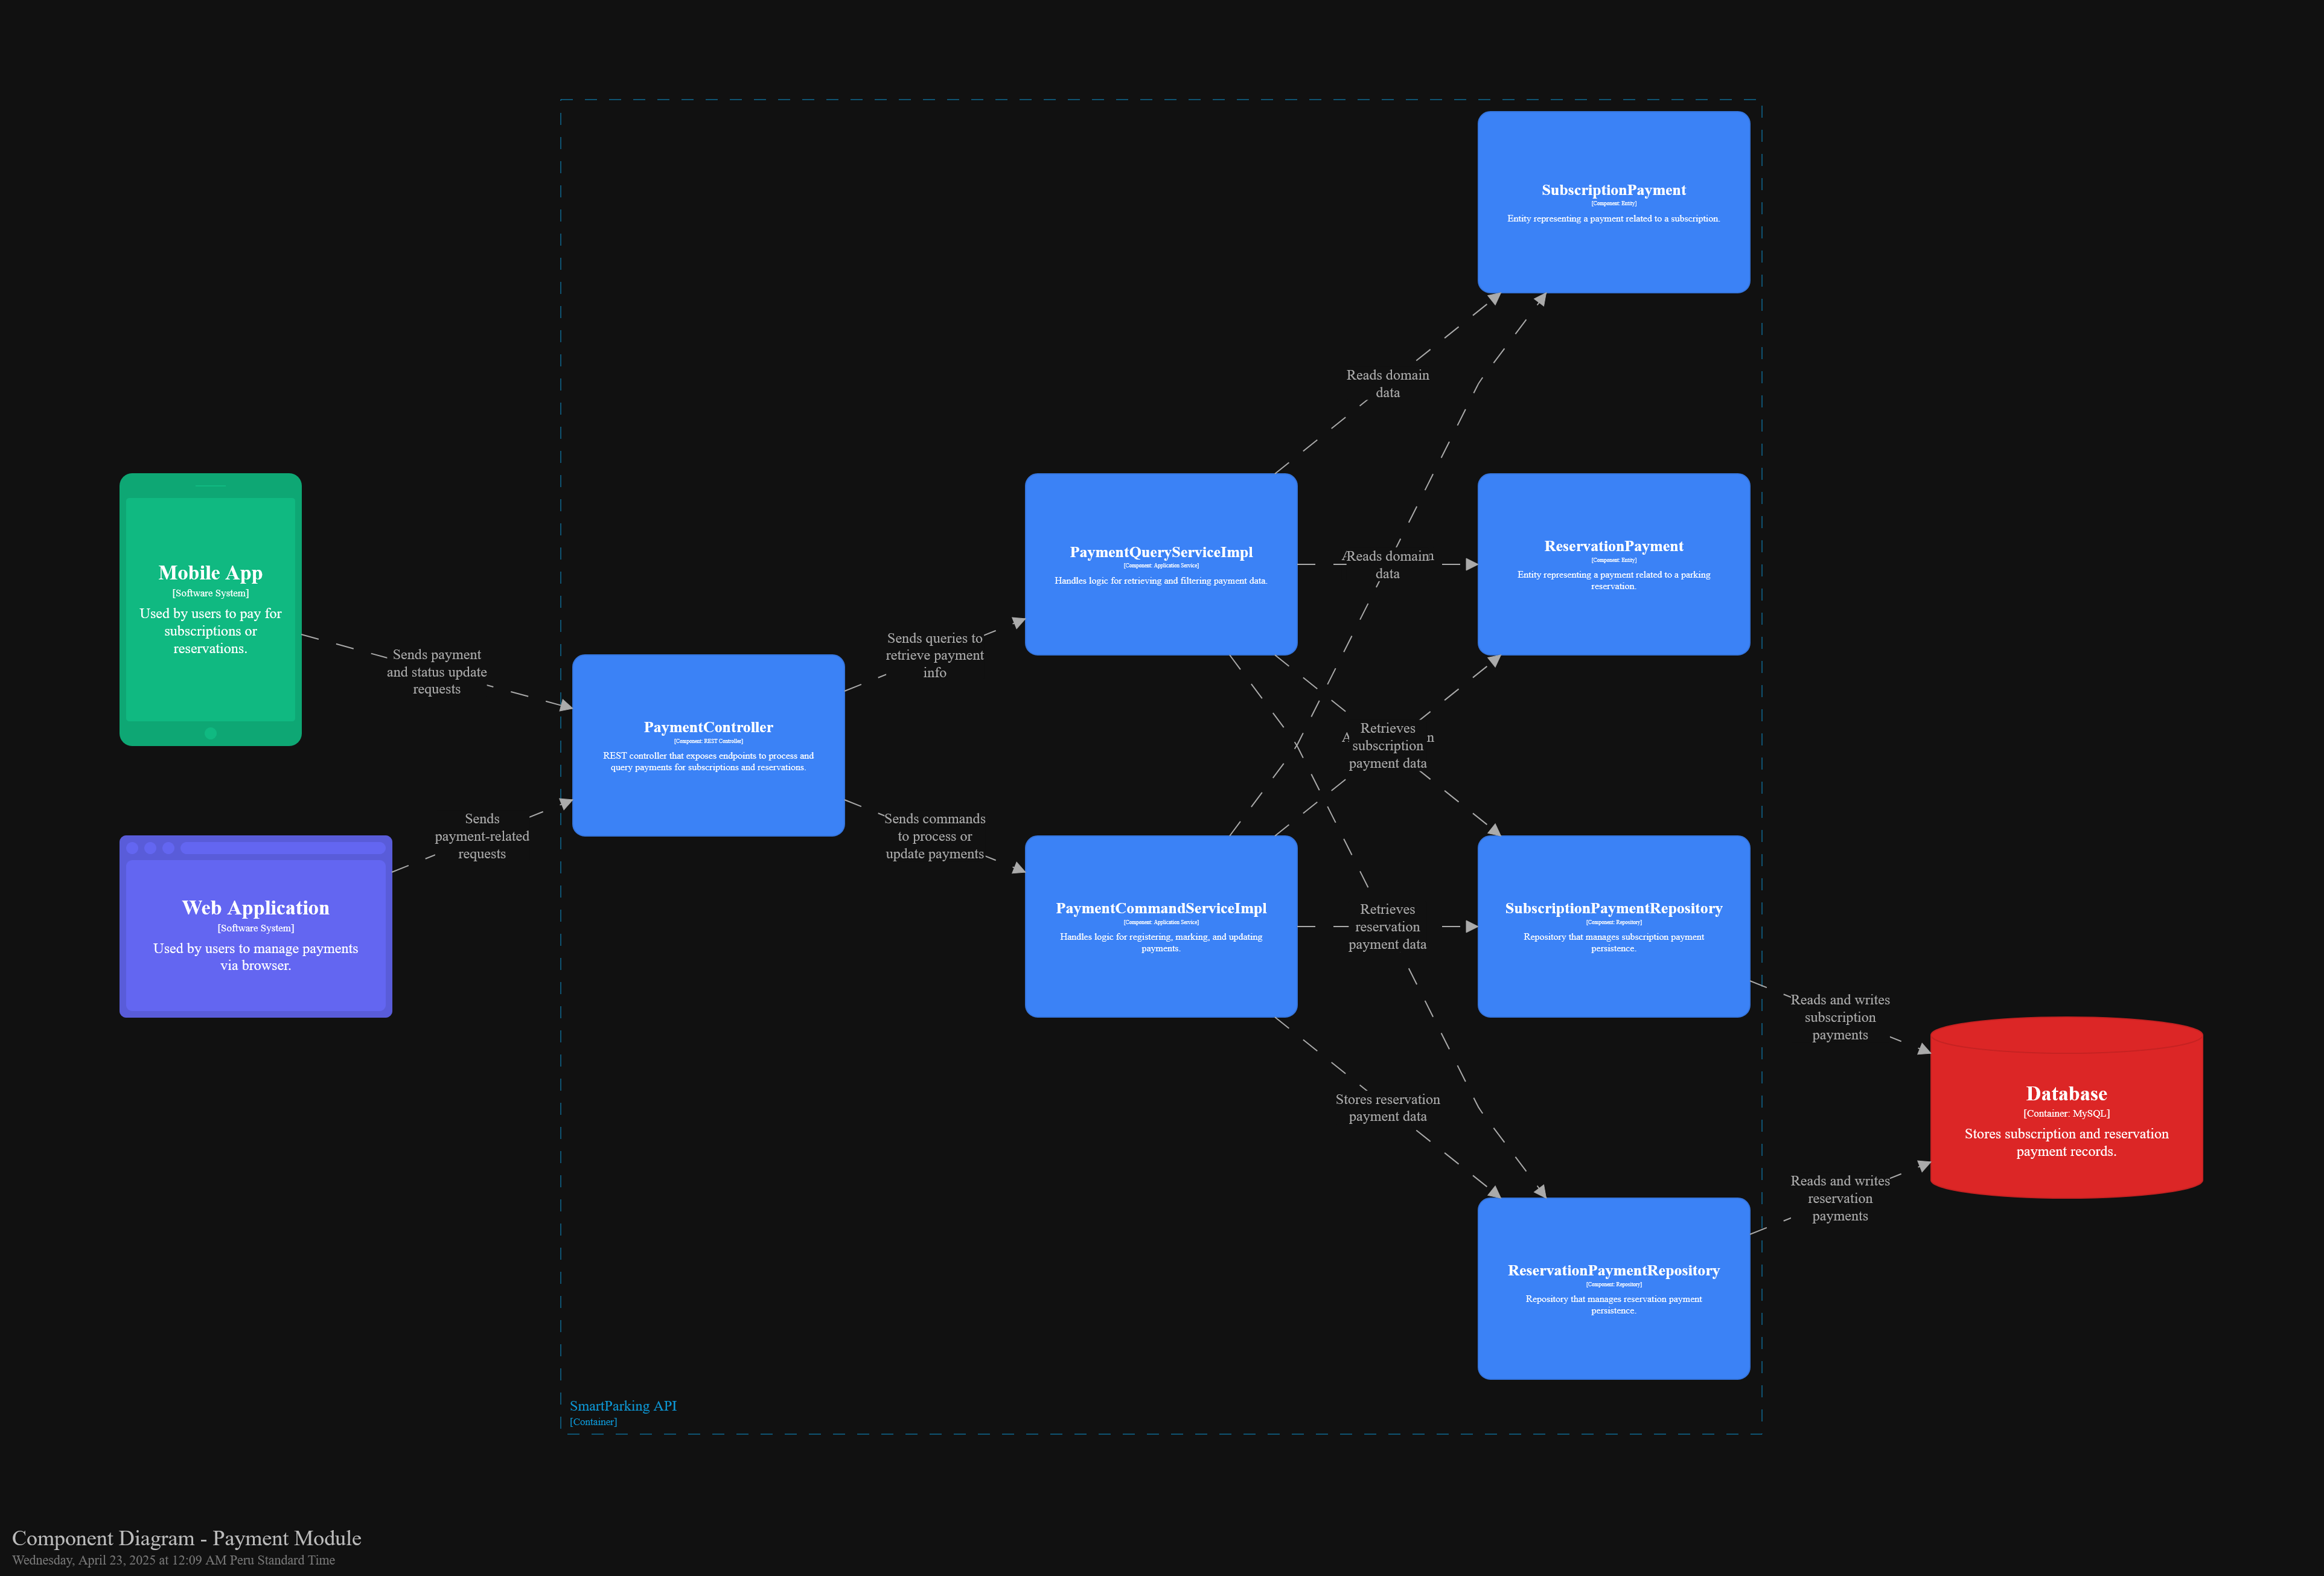 SubscriptionPayment
[Component: Entity]
Entity representing a payment related to a subscription.
Reads domain
data
Mobile App
[Software System]
Used by users to pay for
subscriptions or
reservations.
Sends payment
and status update
requests
Web Application
[Software System]
Used by users to manage payments
via browser.
Sends
payment-related
requests
PaymentController
[Component: REST Controller]
REST controller that exposes endpoints to process and
query payments for subscriptions and reservations.
Sends queries to
retrieve payment
info
Sends commands
to process or
update payments
PaymentQueryServiceImpl
[Component: Application Service]
Handles logic for retrieving and filtering payment data.
Reads domain
data
ReservationPayment
[Component: Entity]
Entity representing a payment related to a parking
reservation.
Retrieves
subscription
payment data
PaymentCommandServiceImpl
[Component: Application Service]
Handles logic for registering, marking, and updating
payments.
Retrieves
reservation
payment data
SubscriptionPaymentRepository
[Component: Repository]
Repository that manages subscription payment
persistence.
Stores reservation
payment data
ReservationPaymentRepository
[Component: Repository]
Repository that manages reservation payment
persistence.
Reads and writes
subscription
payments
Reads and writes
reservation
payments
Database
[Container: MySQL]
Stores subscription and reservation
payment records.
SmartParking API
[Container]
Component Diagram - Payment Module
Wednesday, April 23, 2025 at 12:09 AM Peru Standard Time